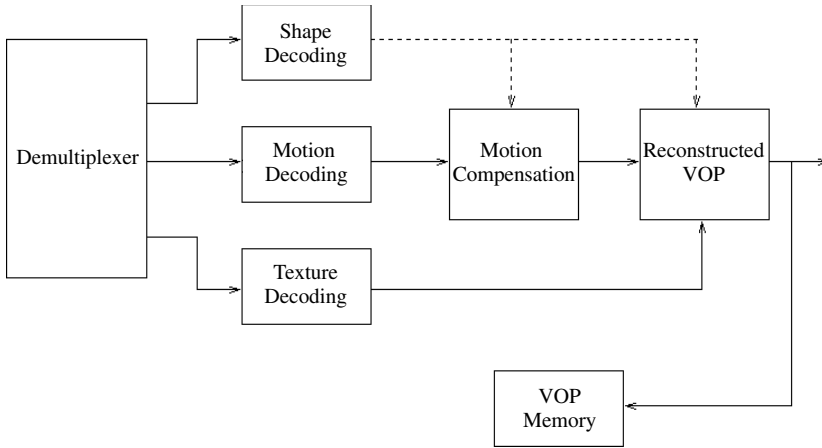 Shape
Decoding
Demultiplexer
Motion
Decoding
Motion
Compensation
Reconstructed
VOP
Texture
Decoding
VOP
Memory